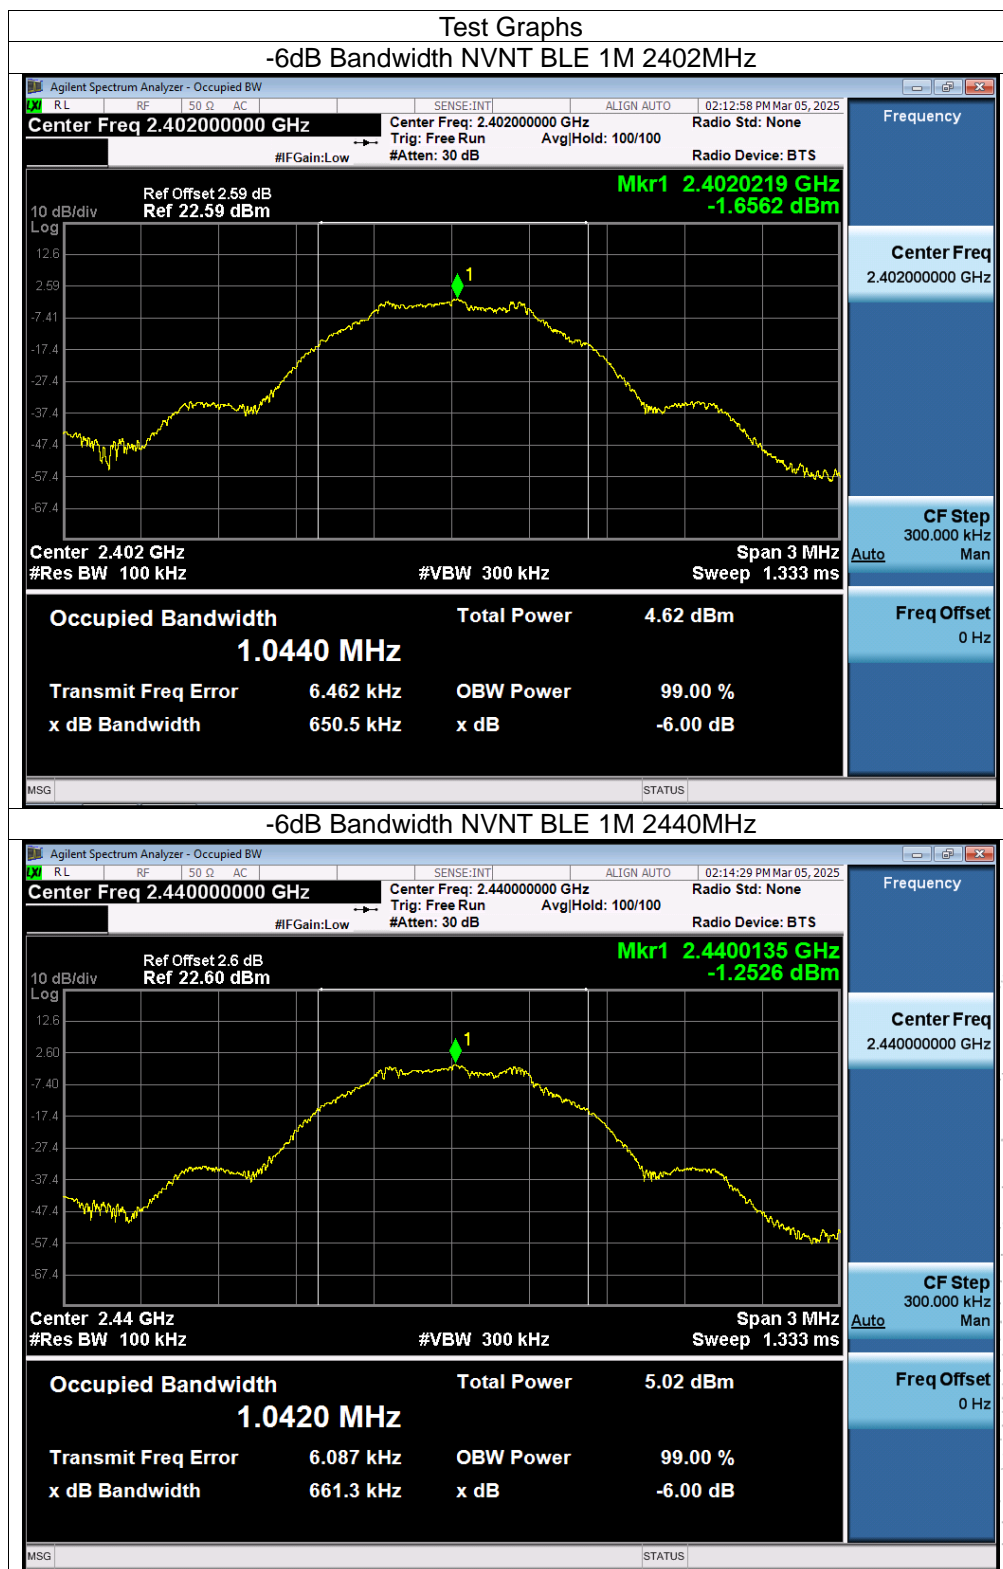 Test Graphs
-6dB Bandwidth NVNT BLE 1M 2402MHz
Agilent Spectrum Analyzer - Occupied BW
LXI RL RF 50 Ω AC SENSE:INT ALIGN AUTO 02:12:58 PM Mar 05, 2025
Center Freq 2.402000000 GHz
Center Freq: 2.402000000 GHz
Radio Std: None
Trig: Free Run Avg|Hold: 100/100
#IFGain:Low #Atten: 30 dB
Radio Device: BTS
Frequency
Ref Offset 2.59 dB
Ref 22.59 dBm
Mkr1 2.4020219 GHz
-1.6562 dBm
10 dB/div
Log
12.6
2.59
-7.41
-17.4
-27.4
-37.4
-47.4
-57.4
-67.4
1
Center Freq
2.402000000 GHz
Center 2.402 GHz
Span 3 MHz
#Res BW 100 kHz
#VBW 300 kHz
Sweep 1.333 ms
CF Step
300.000 kHz
Auto Man
Occupied Bandwidth
1.0440 MHz
Total Power 4.62 dBm
Transmit Freq Error 6.462 kHz OBW Power 99.00 %
x dB Bandwidth 650.5 kHz x dB -6.00 dB
Freq Offset
0 Hz
MSG STATUS
-6dB Bandwidth NVNT BLE 1M 2440MHz
Agilent Spectrum Analyzer - Occupied BW
LXI RL RF 50 Ω AC SENSE:INT ALIGN AUTO 02:14:29 PM Mar 05, 2025
Center Freq 2.440000000 GHz
Center Freq: 2.440000000 GHz
Radio Std: None
Trig: Free Run Avg|Hold: 100/100
#IFGain:Low #Atten: 30 dB
Radio Device: BTS
Frequency
Ref Offset 2.6 dB
Ref 22.60 dBm
Mkr1 2.4400135 GHz
-1.2526 dBm
10 dB/div
Log
12.6
2.60
-7.40
-17.4
-27.4
-37.4
-47.4
-57.4
-67.4
1
Center Freq
2.440000000 GHz
Center 2.44 GHz
Span 3 MHz
#Res BW 100 kHz
#VBW 300 kHz
Sweep 1.333 ms
CF Step
300.000 kHz
Auto Man
Occupied Bandwidth
1.0420 MHz
Total Power 5.02 dBm
Transmit Freq Error 6.087 kHz OBW Power 99.00 %
x dB Bandwidth 661.3 kHz x dB -6.00 dB
Freq Offset
0 Hz
MSG STATUS